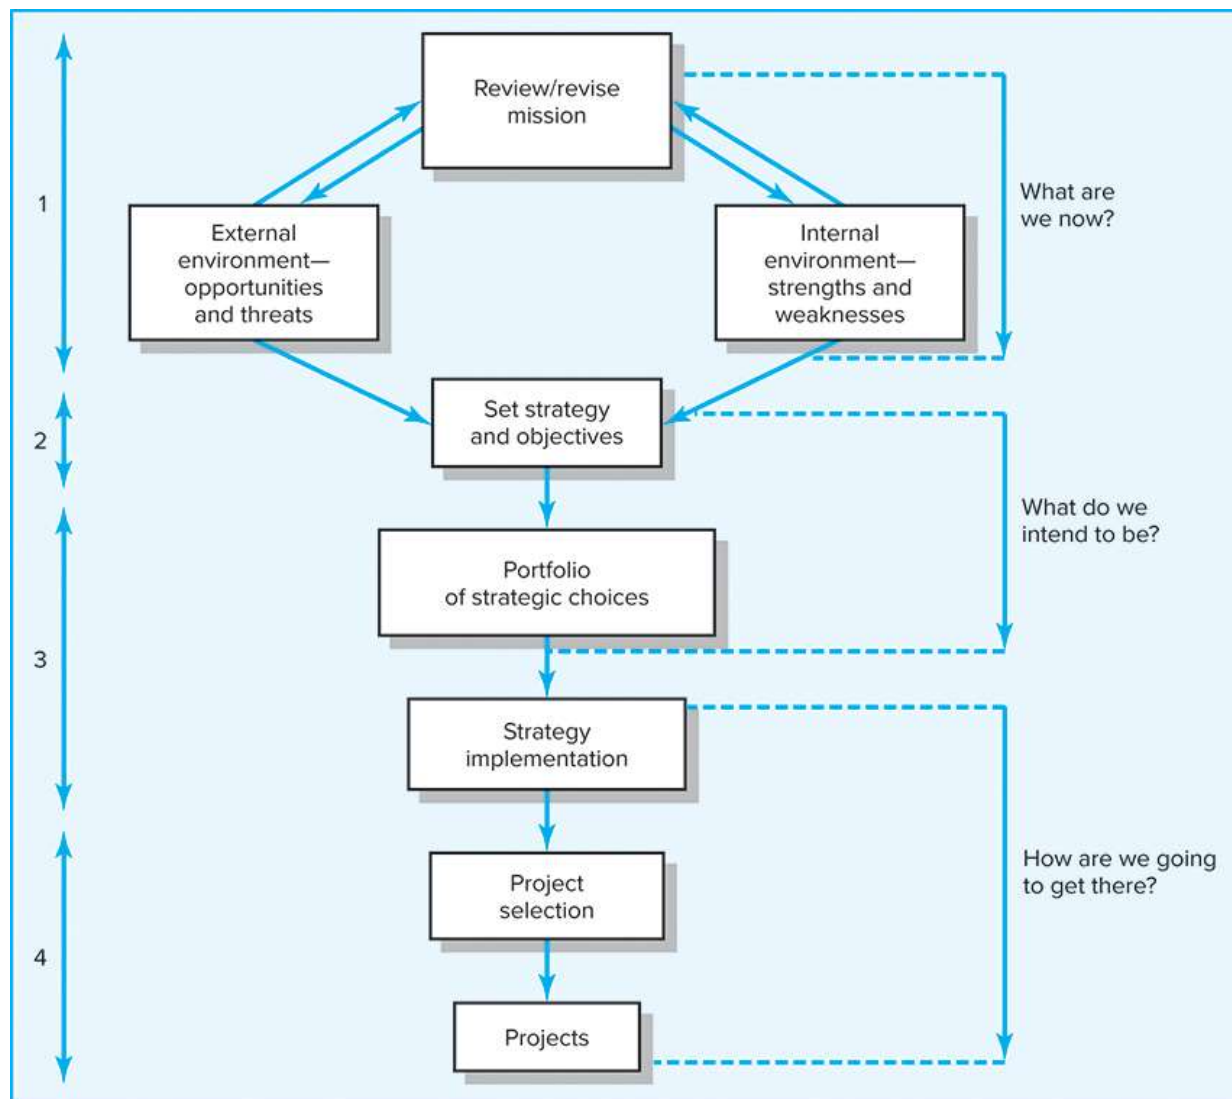 Review/revise
mission
1
What are
we now?
External
environment—
opportunities
and threats
Internal
environment—
strengths and
weaknesses
2
Set strategy
and objectives
What do we
intend to be?
Portfolio
of strategic choices
3
Strategy
implementation
How are we going
to get there?
Project
selection
4
Projects